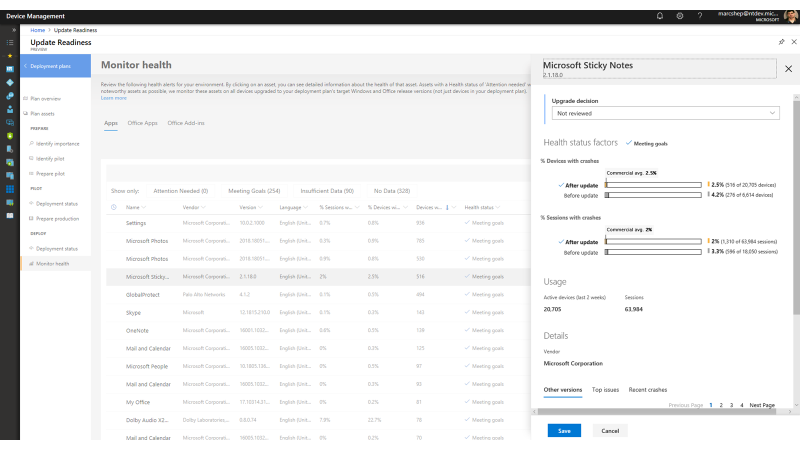 Device Management
marcshep@ntdev.mic...
MICROSOFT
Home > Update Readiness
Update Readiness
PREVIEW
Deployment plans
Plan overview
Plan assets
PREPARE
Identify importance
Identify pilot
Prepare pilot
PILOT
Deployment status
Prepare production
DEPLOY
Deployment status
Monitor health
Monitor health
Review the following health alerts for your environment. By clicking on an asset, you can see detailed information about the health of that asset. Assets with a Health status of 'Attention needed' w
noteworthy assets as possible, we monitor these assets on all devices upgraded to your deployment plan's target Windows and Office release versions (not just devices in your deployment plan).
Learn more
Apps Office Apps Office Add-ins
Show only: Attention Needed (0) Meeting Goals (254) Insufficient Data (90) No Data (528)
Name Vendor Version Language % Sessions w... % Devices wi... Devices w... Health status
Settings Microsoft Corporati... 10.0.2.1000 English (Unit... 0.7% 0.8% 936 Meeting goals
Microsoft Photos Microsoft Corporati... 2018.18051... English (Unit... 0.3% 0.9% 785 Meeting goals
Microsoft Photos Microsoft Corporati... 2018.18051... English (Unit... 0.9% 0.8% 530 Meeting goals
Microsoft Sticky... Microsoft Corporati... 2.1.18.0 English (Unit... 2% 2.5% 516 Meeting goals
GlobalProtect Palo Alto Networks 4.1.2 English (Unit... 0.1% 0.5% 494 Meeting goals
Skype Microsoft 12.1815.210.0 English (Unit... 0.1% 0.2% 143 Meeting goals
OneNote Microsoft Corporati... 16001.1002... English (Unit... 0.6% 0.5% 139 Meeting goals
Mail and Calendar Microsoft Corporati... 16005.1002... English (Unit... 0% 0.2% 125 Meeting goals
Microsoft People Microsoft Corporati... 10.1805.136... English (Unit... 0% 0.5% 97 Meeting goals
Mail and Calendar Microsoft Corporati... 16005.1002... English (Unit... 0% 0.2% 93 Meeting goals
My Office Microsoft Corporati... 17.10314.31... English (Unit... 0% 0.2% 81 Meeting goals
Dolby Audio X2... Dolby Laboratories,... 0.8.0.74 English (Unit... 7.9% 22.7% 76 Meeting goals
Mail and Calendar Microsoft Corporati... 16005.1002... English (Unit... 0% 0.2% 70 Meeting goals
Microsoft Sticky Notes
2.1.18.0
Upgrade decision
Not reviewed
Health status factors Meeting goals
% Devices with crashes
Commercial avg. 2.5%
After update 2.5% (516 of 20,705 devices)
Before update 4.2% (276 of 6,614 devices)
% Sessions with crashes
Commercial avg. 2%
After update 2% (1,310 of 63,984 sessions)
Before update 3.3% (596 of 18,050 sessions)
Usage
Active devices (last 2 weeks) Sessions
20,705 63,984
Details
Vendor
Microsoft Corporation
Other versions Top issues Recent crashes
Previous Page 1 2 3 4 Next Page
Save Cancel